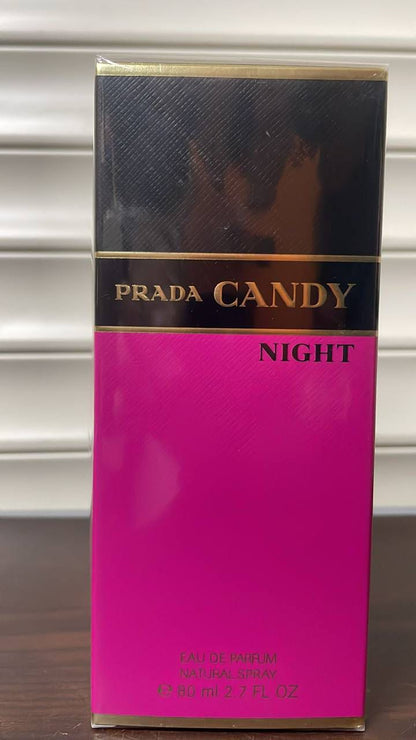 PRADA CANDY
NIGHT
EAU DE PARFUM
NATURAL SPRAY
℮ 80 ml 2.7 FL OZ